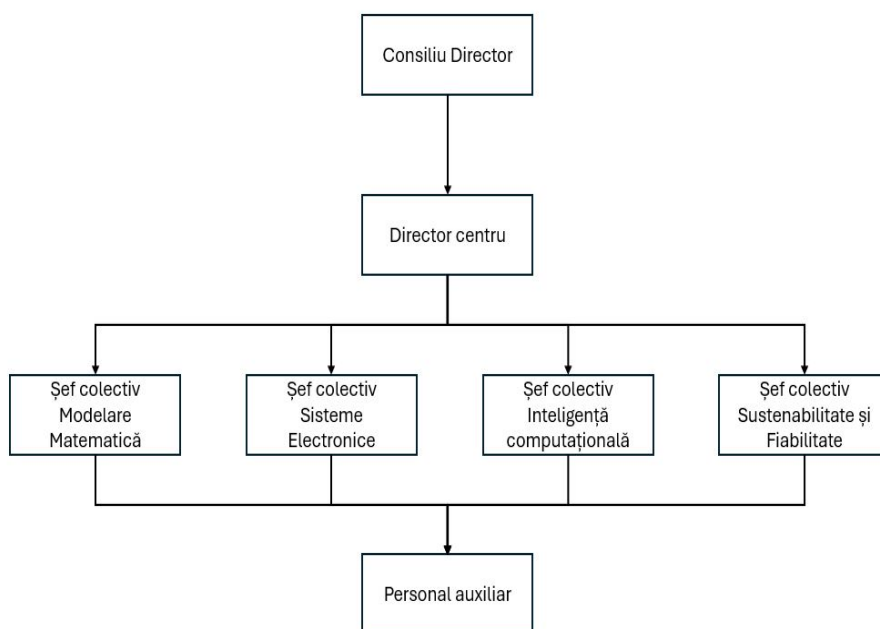 Consiliu Director
Director centru
Șef colectiv
Modelare
Matematică
Șef colectiv
Sisteme
Electronice
Șef colectiv
Inteligență
computațională
Șef colectiv
Sustenabilitate și
Fiabilitate
Personal auxiliar